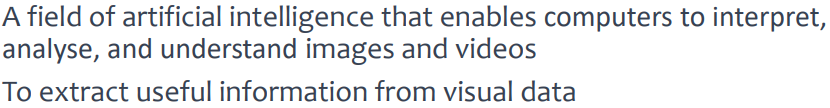 A field of artificial intelligence that enables computers to interpret,
analyse, and understand images and videos
To extract useful information from visual data